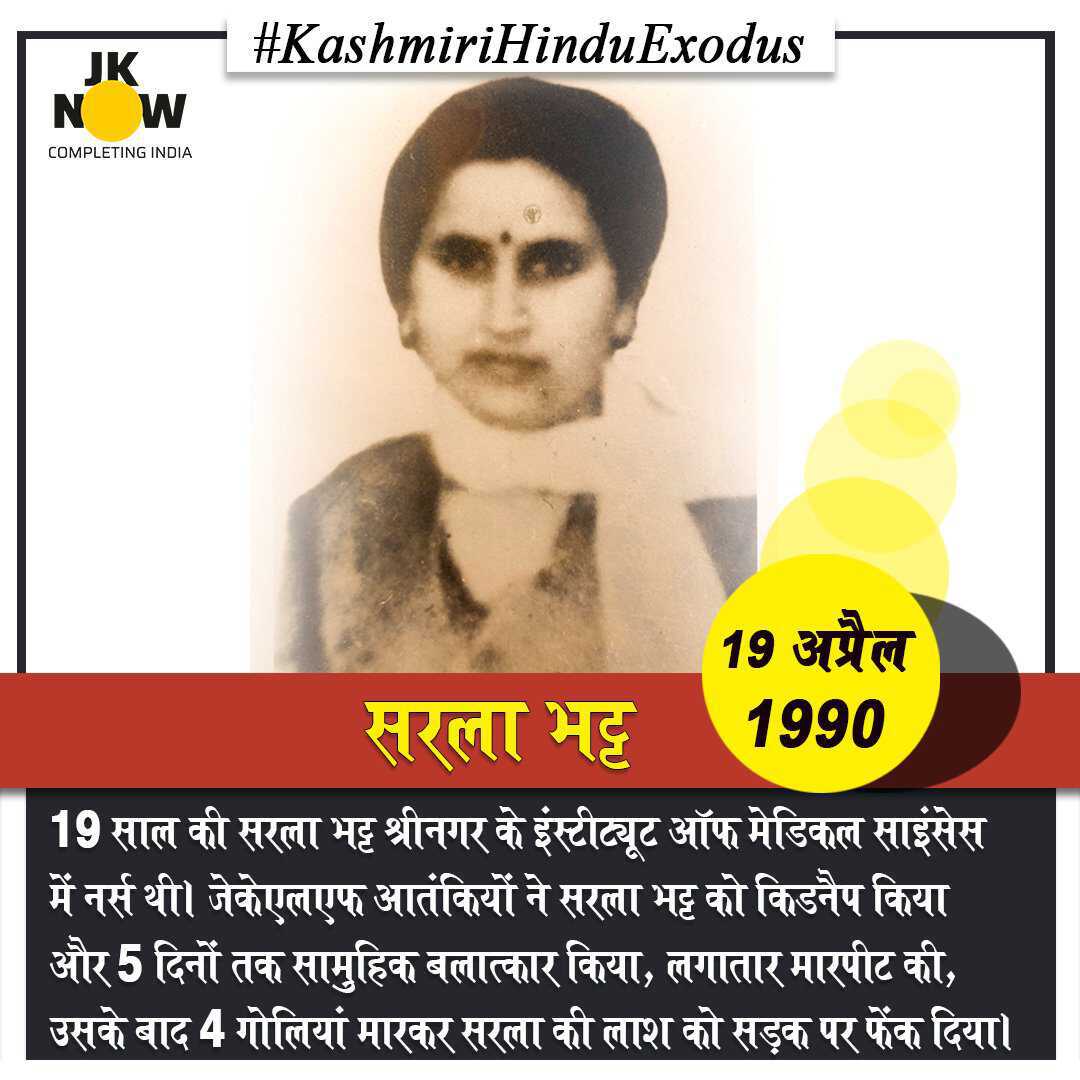 #KashmiriHinduExodus
JK
NOW
COMPLETING INDIA
19 अप्रैल
1990
सरला भट्ट
19 साल की सरला भट्ट श्रीनगर के इंस्टीट्यूट ऑफ मेडिकल साइंसेस
में नर्स थी। जेकेएलएफ आतंकियों ने सरला भट्ट को किडनैप किया
और 5 दिनों तक सामुहिक बलात्कार किया, लगातार मारपीट की,
उसके बाद 4 गोलियां मारकर सरला की लाश को सड़क पर फेंक दिया।